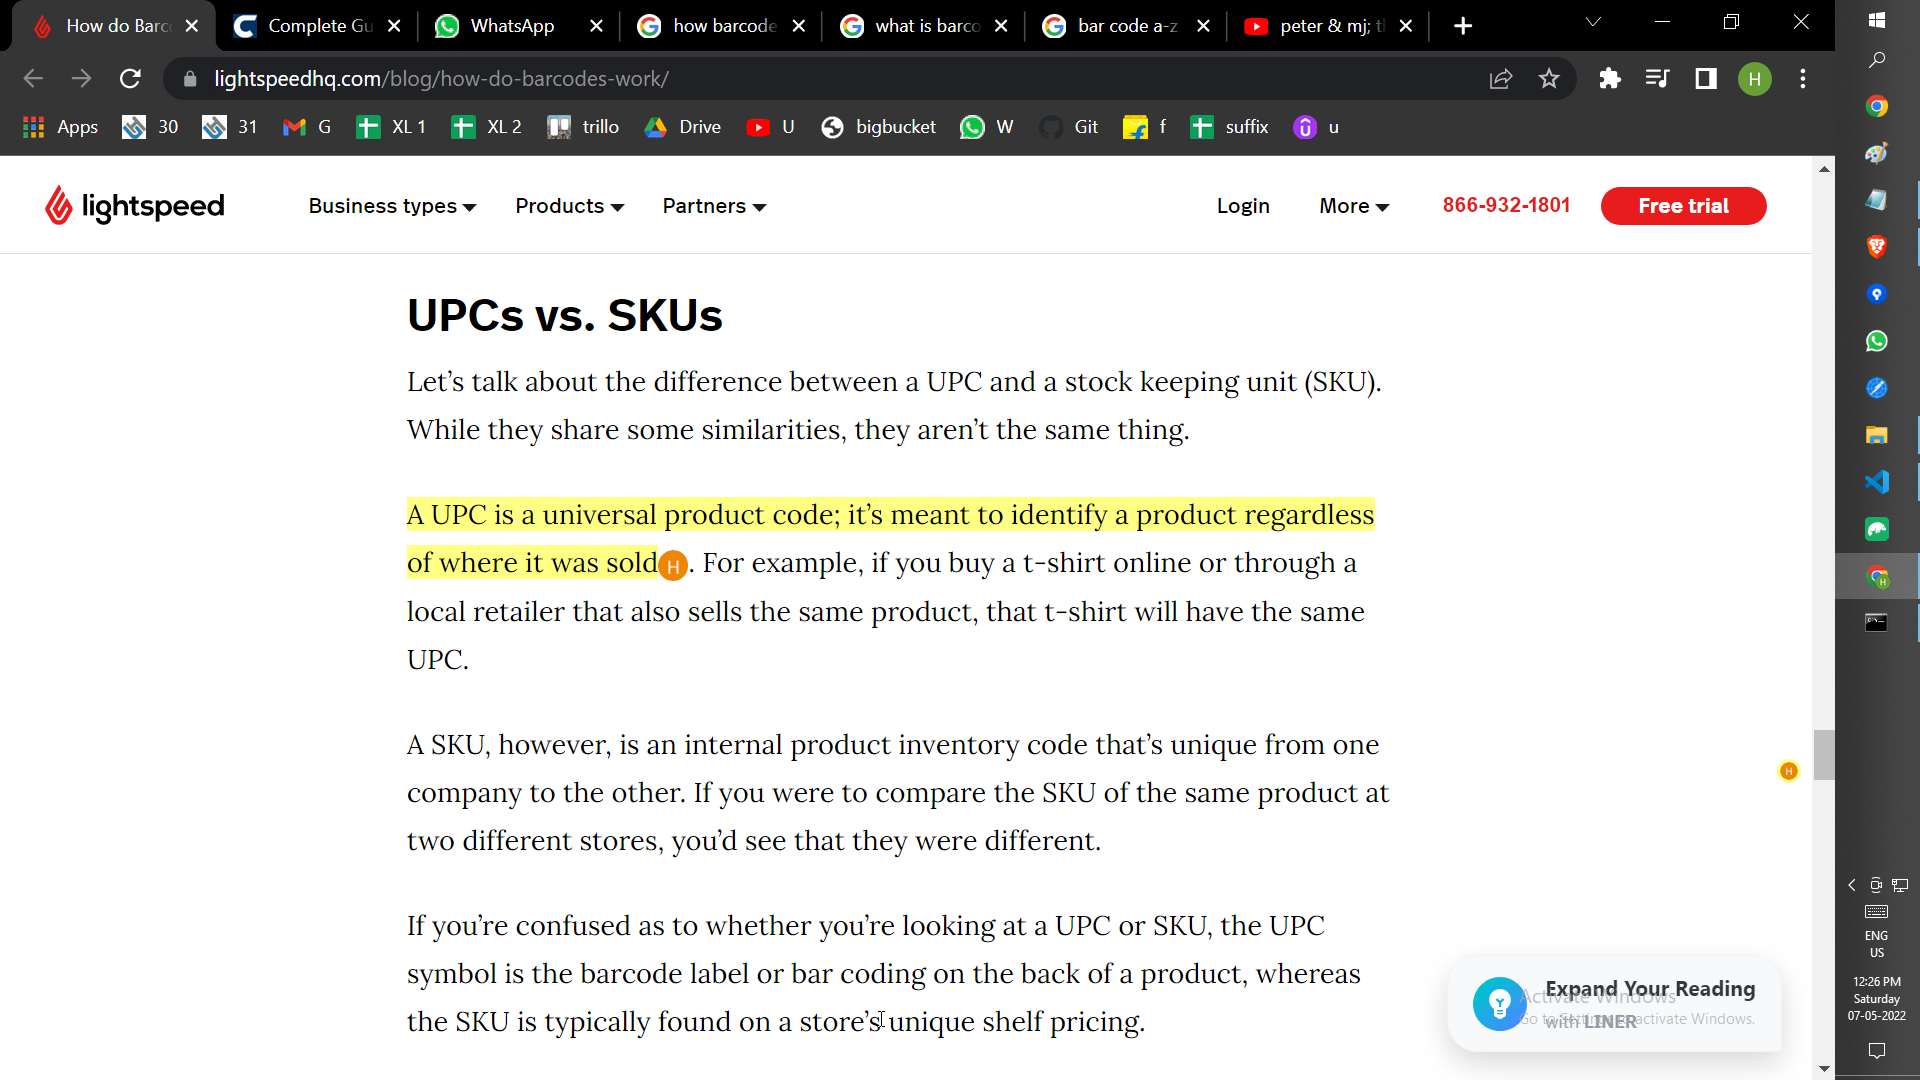 How do Barc
Complete Gu
WhatsApp
how barcode
what is barco
bar code a-z
peter & mj; t
lightspeedhq.com/blog/how-do-barcodes-work/
H
Apps
30
31
G
XL 1
XL 2
trillo
Drive
U
bigbucket
W
Git
f
suffix
u
lightspeed
Business types
Products
Partners
Login
More
866-932-1801
Free trial
UPCs vs. SKUs
Let’s talk about the difference between a UPC and a stock keeping unit (SKU).
While they share some similarities, they aren’t the same thing.
A UPC is a universal product code; it’s meant to identify a product regardless
of where it was sold H . For example, if you buy a t-shirt online or through a
local retailer that also sells the same product, that t-shirt will have the same
UPC.
A SKU, however, is an internal product inventory code that’s unique from one
company to the other. If you were to compare the SKU of the same product at
two different stores, you’d see that they were different.
If you’re confused as to whether you’re looking at a UPC or SKU, the UPC
symbol is the barcode label or bar coding on the back of a product, whereas
the SKU is typically found on a store’s unique shelf pricing.
H
Expand Your Reading
with LINER
Activate Windows
Go to Settings to activate Windows.
ENG
US
12:26 PM
Saturday
07-05-2022